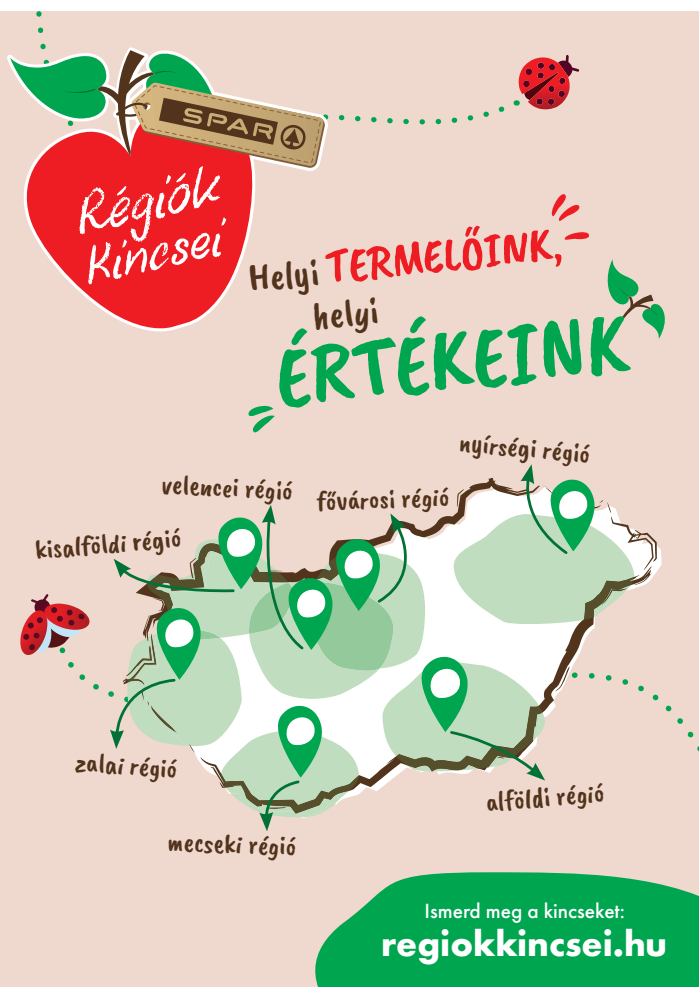 SPAR
Régiók
Kincsei
Helyi TERMELŐINK,
helyi
ÉRTÉKEINK
nyírségi régió
velencei régió
fővárosi régió
kisalföldi régió
zalai régió
alföldi régió
mecseki régió
Ismerd meg a kincseket:
regiokkincsei.hu